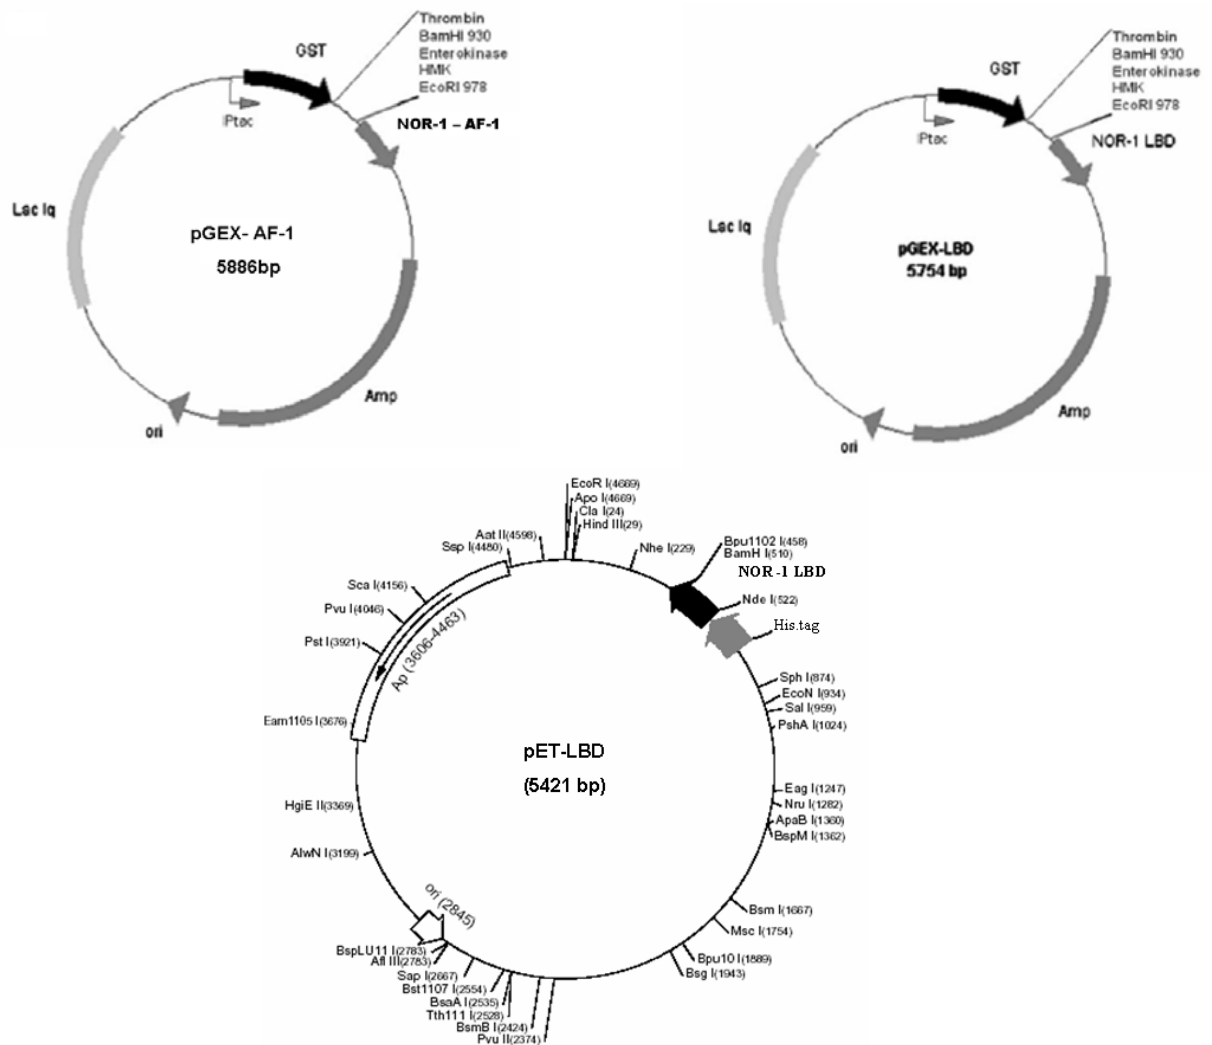 Thrombin
BamHI 930
Enterokinase
HMK
EcoRI 978
GST
Ptac
NOR-1 – AF-1
Lac Iq
pGEX- AF-1
5886bp
Amp
ori
Thrombin
BamHI 930
Enterokinase
HMK
EcoRI 978
GST
Ptac
NOR-1 LBD
Lac Iq
pGEX-LBD
5754 bp
Amp
ori
EcoR I(4669)
Apo I(4669)
Cla I(24)
Hind III(29)
Aat II(4598)
Ssp I(4480)
Nhe I(229)
Bpu1102 I(458)
BamH I(510)
NOR-1 LBD
Nde I(522)
His.tag
Sca I(4156)
Pvu I(4046)
Pst I(3921)
Ap (3606-4463)
Sph I(874)
EcoN I(934)
Sal I(959)
PshA I(1024)
Eam1105 I(3676)
pET-LBD
(5421 bp)
Eag I(1247)
Nru I(1282)
ApaB I(1360)
BspM I(1362)
HgiE II(3369)
AlwN I(3199)
ori (2845)
Bsm I(1667)
Msc I(1754)
Bpu10 I(1889)
Bsg I(1943)
BspLU11 I(2783)
Afl III(2783)
Sap I(2667)
Bst1107 I(2554)
BsaA I(2535)
Tth111 I(2528)
BsmB I(2424)
Pvu II(2374)